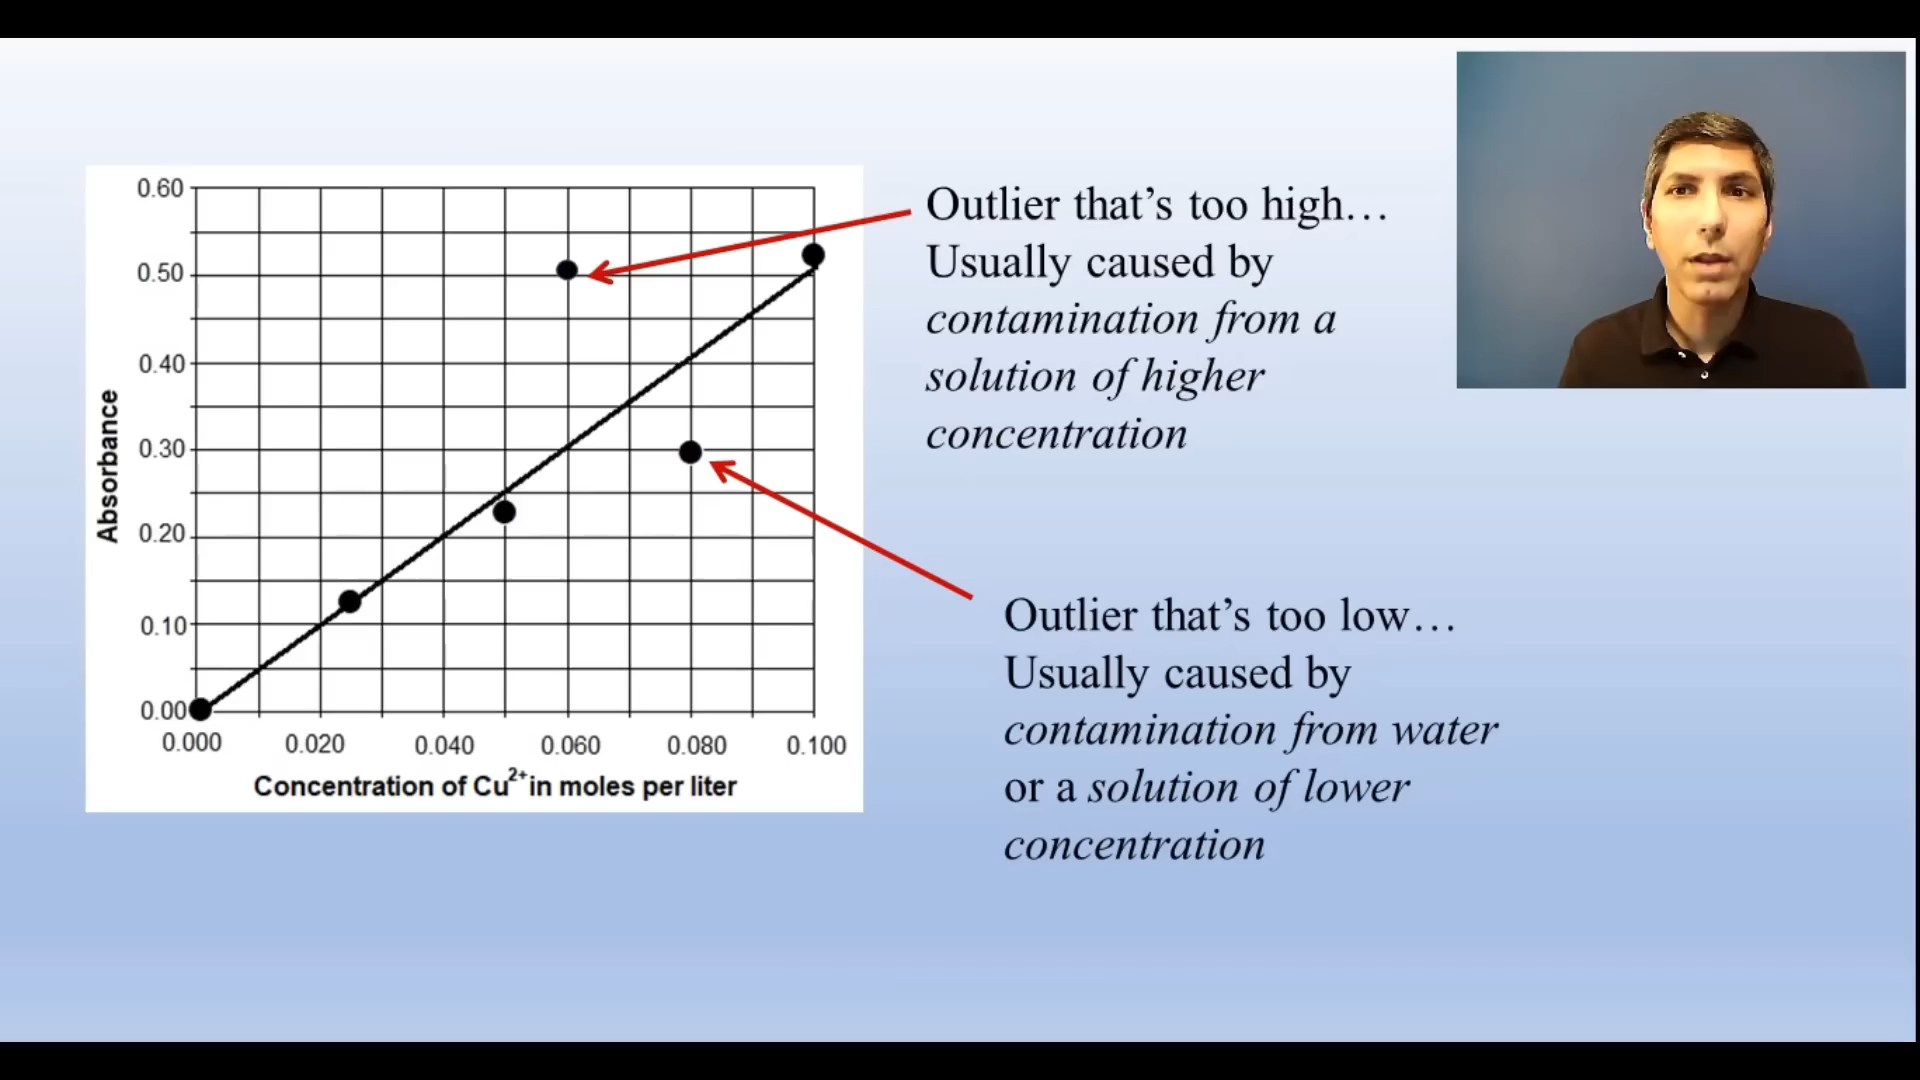 0.60
0.50
0.40
0.30
0.20
0.10
0.00
Absorbance
0.000 0.020 0.040 0.060 0.080 0.100
Concentration of Cu²⁺ in moles per liter
Outlier that’s too high…
Usually caused by
contamination from a
solution of higher
concentration
Outlier that’s too low…
Usually caused by
contamination from water
or a solution of lower
concentration